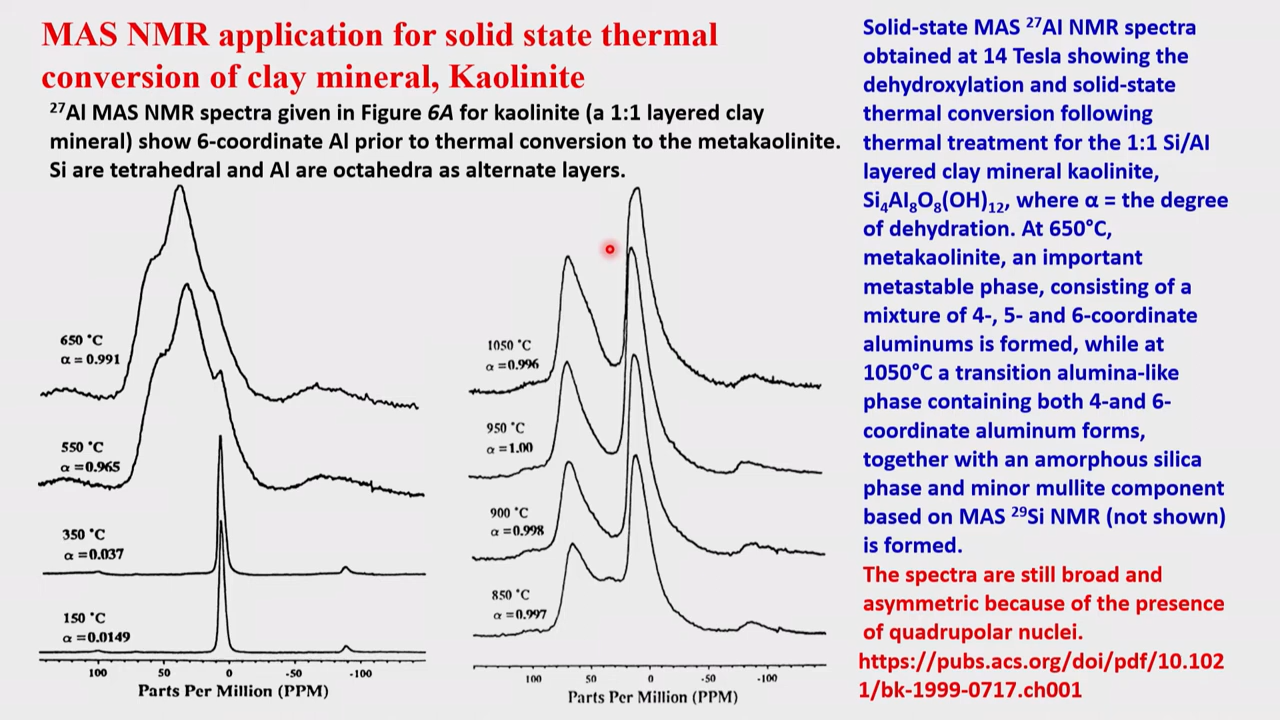 MAS NMR application for solid state thermal
conversion of clay mineral, Kaolinite
²⁷Al MAS NMR spectra given in Figure 6A for kaolinite (a 1:1 layered clay
mineral) show 6-coordinate Al prior to thermal conversion to the metakaolinite.
Si are tetrahedral and Al are octahedra as alternate layers.
650 °C
α = 0.991
550 °C
α =0.965
350 °C
α =0.037
150 °C
α =0.0149
100 50 0 -50 -100
Parts Per Million (PPM)
1050 °C
α =0.996
950 °C
α =1.00
900 °C
α =0.998
850 °C
α =0.997
100 50 0 -50 -100
Parts Per Million (PPM)
Solid-state MAS ²⁷Al NMR spectra
obtained at 14 Tesla showing the
dehydroxylation and solid-state
thermal conversion following
thermal treatment for the 1:1 Si/Al
layered clay mineral kaolinite,
Si₄Al₈O₈(OH)₁₂, where α = the degree
of dehydration. At 650°C,
metakaolinite, an important
metastable phase, consisting of a
mixture of 4-, 5- and 6-coordinate
aluminums is formed, while at
1050°C a transition alumina-like
phase containing both 4-and 6-
coordinate aluminum forms,
together with an amorphous silica
phase and minor mullite component
based on MAS ²⁹Si NMR (not shown)
is formed.
The spectra are still broad and
asymmetric because of the presence
of quadrupolar nuclei.
https://pubs.acs.org/doi/pdf/10.102
1/bk-1999-0717.ch001